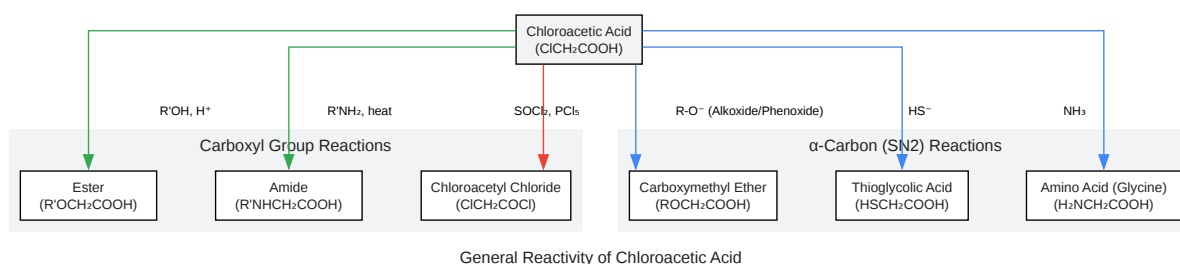 Chloroacetic Acid
(ClCH₂COOH)
R'OH, H⁺
R'NH₂, heat
SOCl₂, PCl₅
R-O⁻ (Alkoxide/Phenoxide)
HS⁻
NH₃
Carboxyl Group Reactions
α-Carbon (SN2) Reactions
Ester
(R'OCH₂COOH)
Amide
(R'NHCH₂COOH)
Chloroacetyl Chloride
(ClCH₂COCl)
Carboxymethyl Ether
(ROCH₂COOH)
Thioglycolic Acid
(HSCH₂COOH)
Amino Acid (Glycine)
(H₂NCH₂COOH)
General Reactivity of Chloroacetic Acid